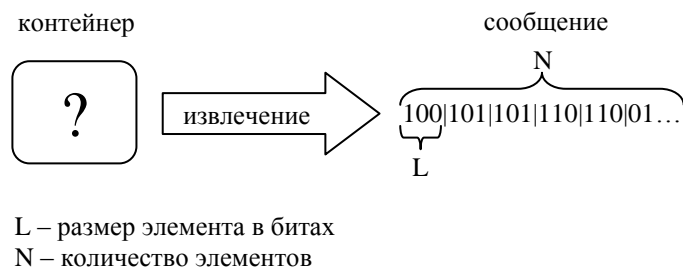 контейнер
сообщение
N
?
извлечение
100|101|101|110|110|01…
L
L – размер элемента в битах
N – количество элементов